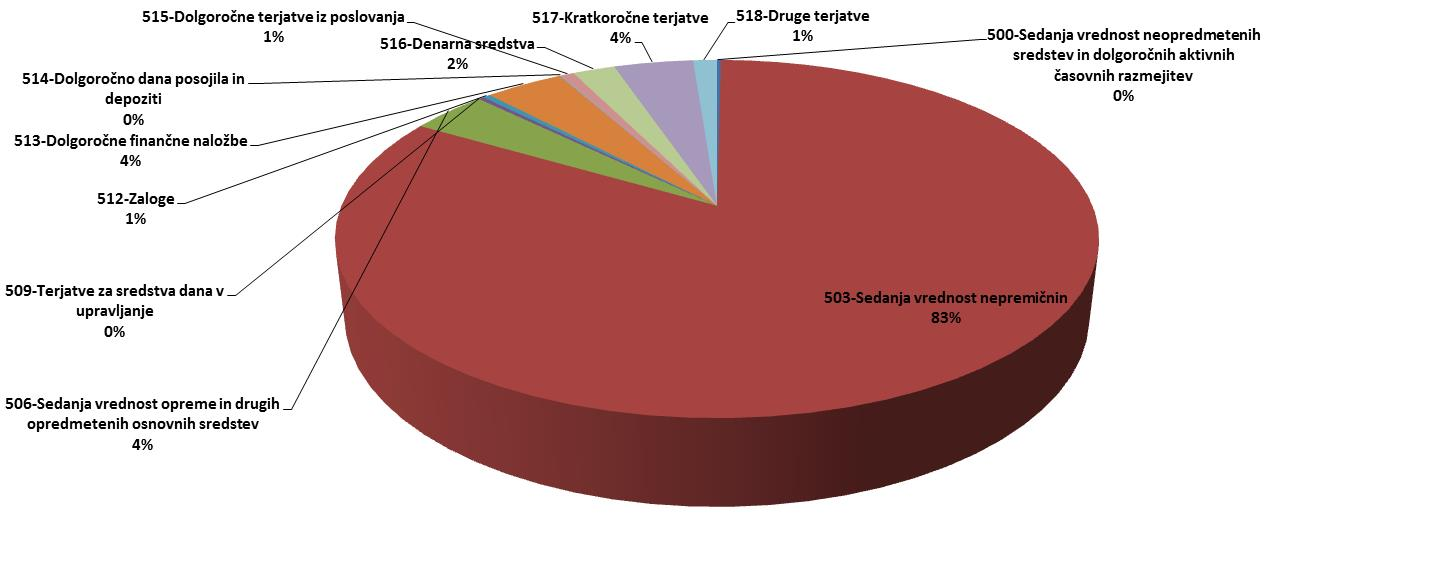 515-Dolgoročne terjatve iz poslovanja
1%
516-Denarna sredstva
2%
517-Kratkoročne terjatve
4%
518-Druge terjatve
1%
500-Sedanja vrednost neopredmetenih
sredstev in dolgoročnih aktivnih
časovnih razmejitev
0%
514-Dolgoročno dana posojila in
depoziti
0%
513-Dolgoročne finančne naložbe
4%
512-Zaloge
1%
509-Terjatve za sredstva dana v
upravljanje
0%
503-Sedanja vrednost nepremičnin
83%
506-Sedanja vrednost opreme in drugih
opredmetenih osnovnih sredstev
4%